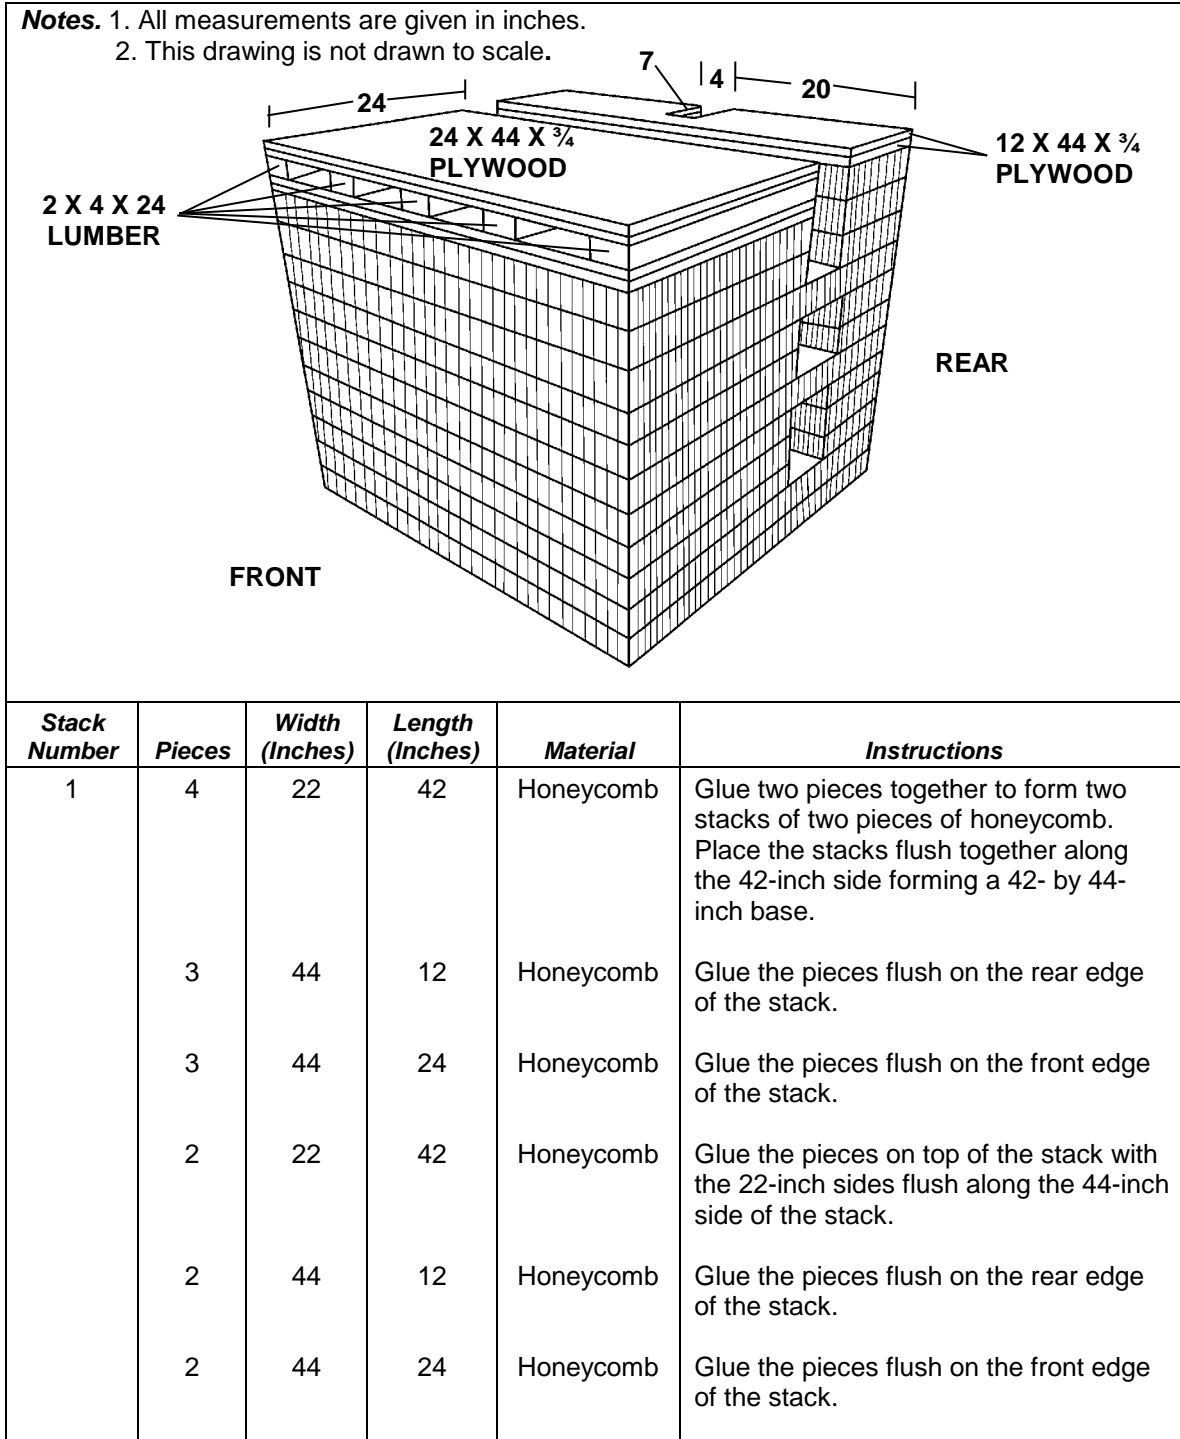 Notes. 1. All measurements are given in inches.
2. This drawing is not drawn to scale.
7
4
20
24
24 X 44 X ¾
PLYWOOD
12 X 44 X ¾
PLYWOOD
2 X 4 X 24
LUMBER
REAR
FRONT
Stack Number Pieces Width (Inches) Length (Inches) Material Instructions
1 4 22 42 Honeycomb Glue two pieces together to form two
stacks of two pieces of honeycomb.
Place the stacks flush together along
the 42-inch side forming a 42- by 44-
inch base.
3 44 12 Honeycomb Glue the pieces flush on the rear edge
of the stack.
3 44 24 Honeycomb Glue the pieces flush on the front edge
of the stack.
2 22 42 Honeycomb Glue the pieces on top of the stack with
the 22-inch sides flush along the 44-inch
side of the stack.
2 44 12 Honeycomb Glue the pieces flush on the rear edge
of the stack.
2 44 24 Honeycomb Glue the pieces flush on the front edge
of the stack.